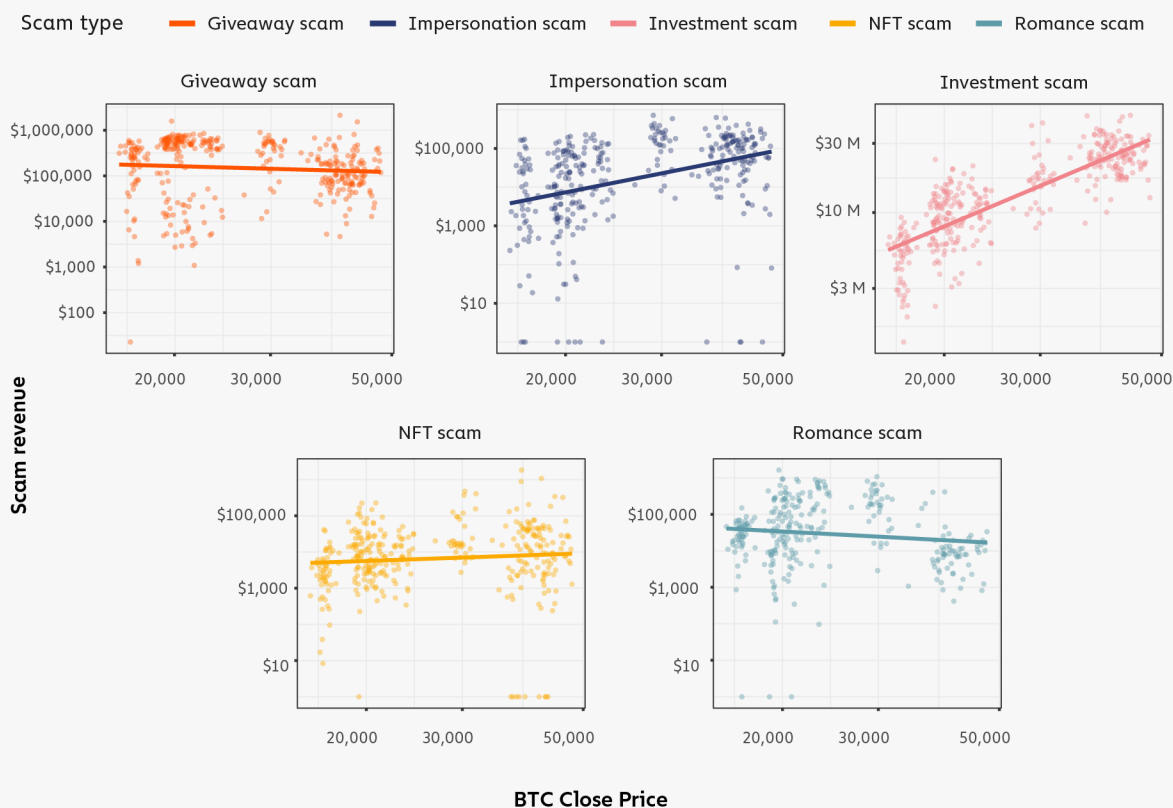 Scam type Giveaway scam Impersonation scam Investment scam NFT scam Romance scam
Giveaway scam Impersonation scam Investment scam
$1,000,000
$100,000
$10,000
$1,000
$100
20,000 30,000 50,000
$100,000
$1,000
$10
20,000 30,000 50,000
$30 M
$10 M
$3 M
20,000 30,000 50,000
Scam revenue
NFT scam Romance scam
$100,000
$1,000
$10
20,000 30,000 50,000
$100,000
$1,000
$10
20,000 30,000 50,000
BTC Close Price